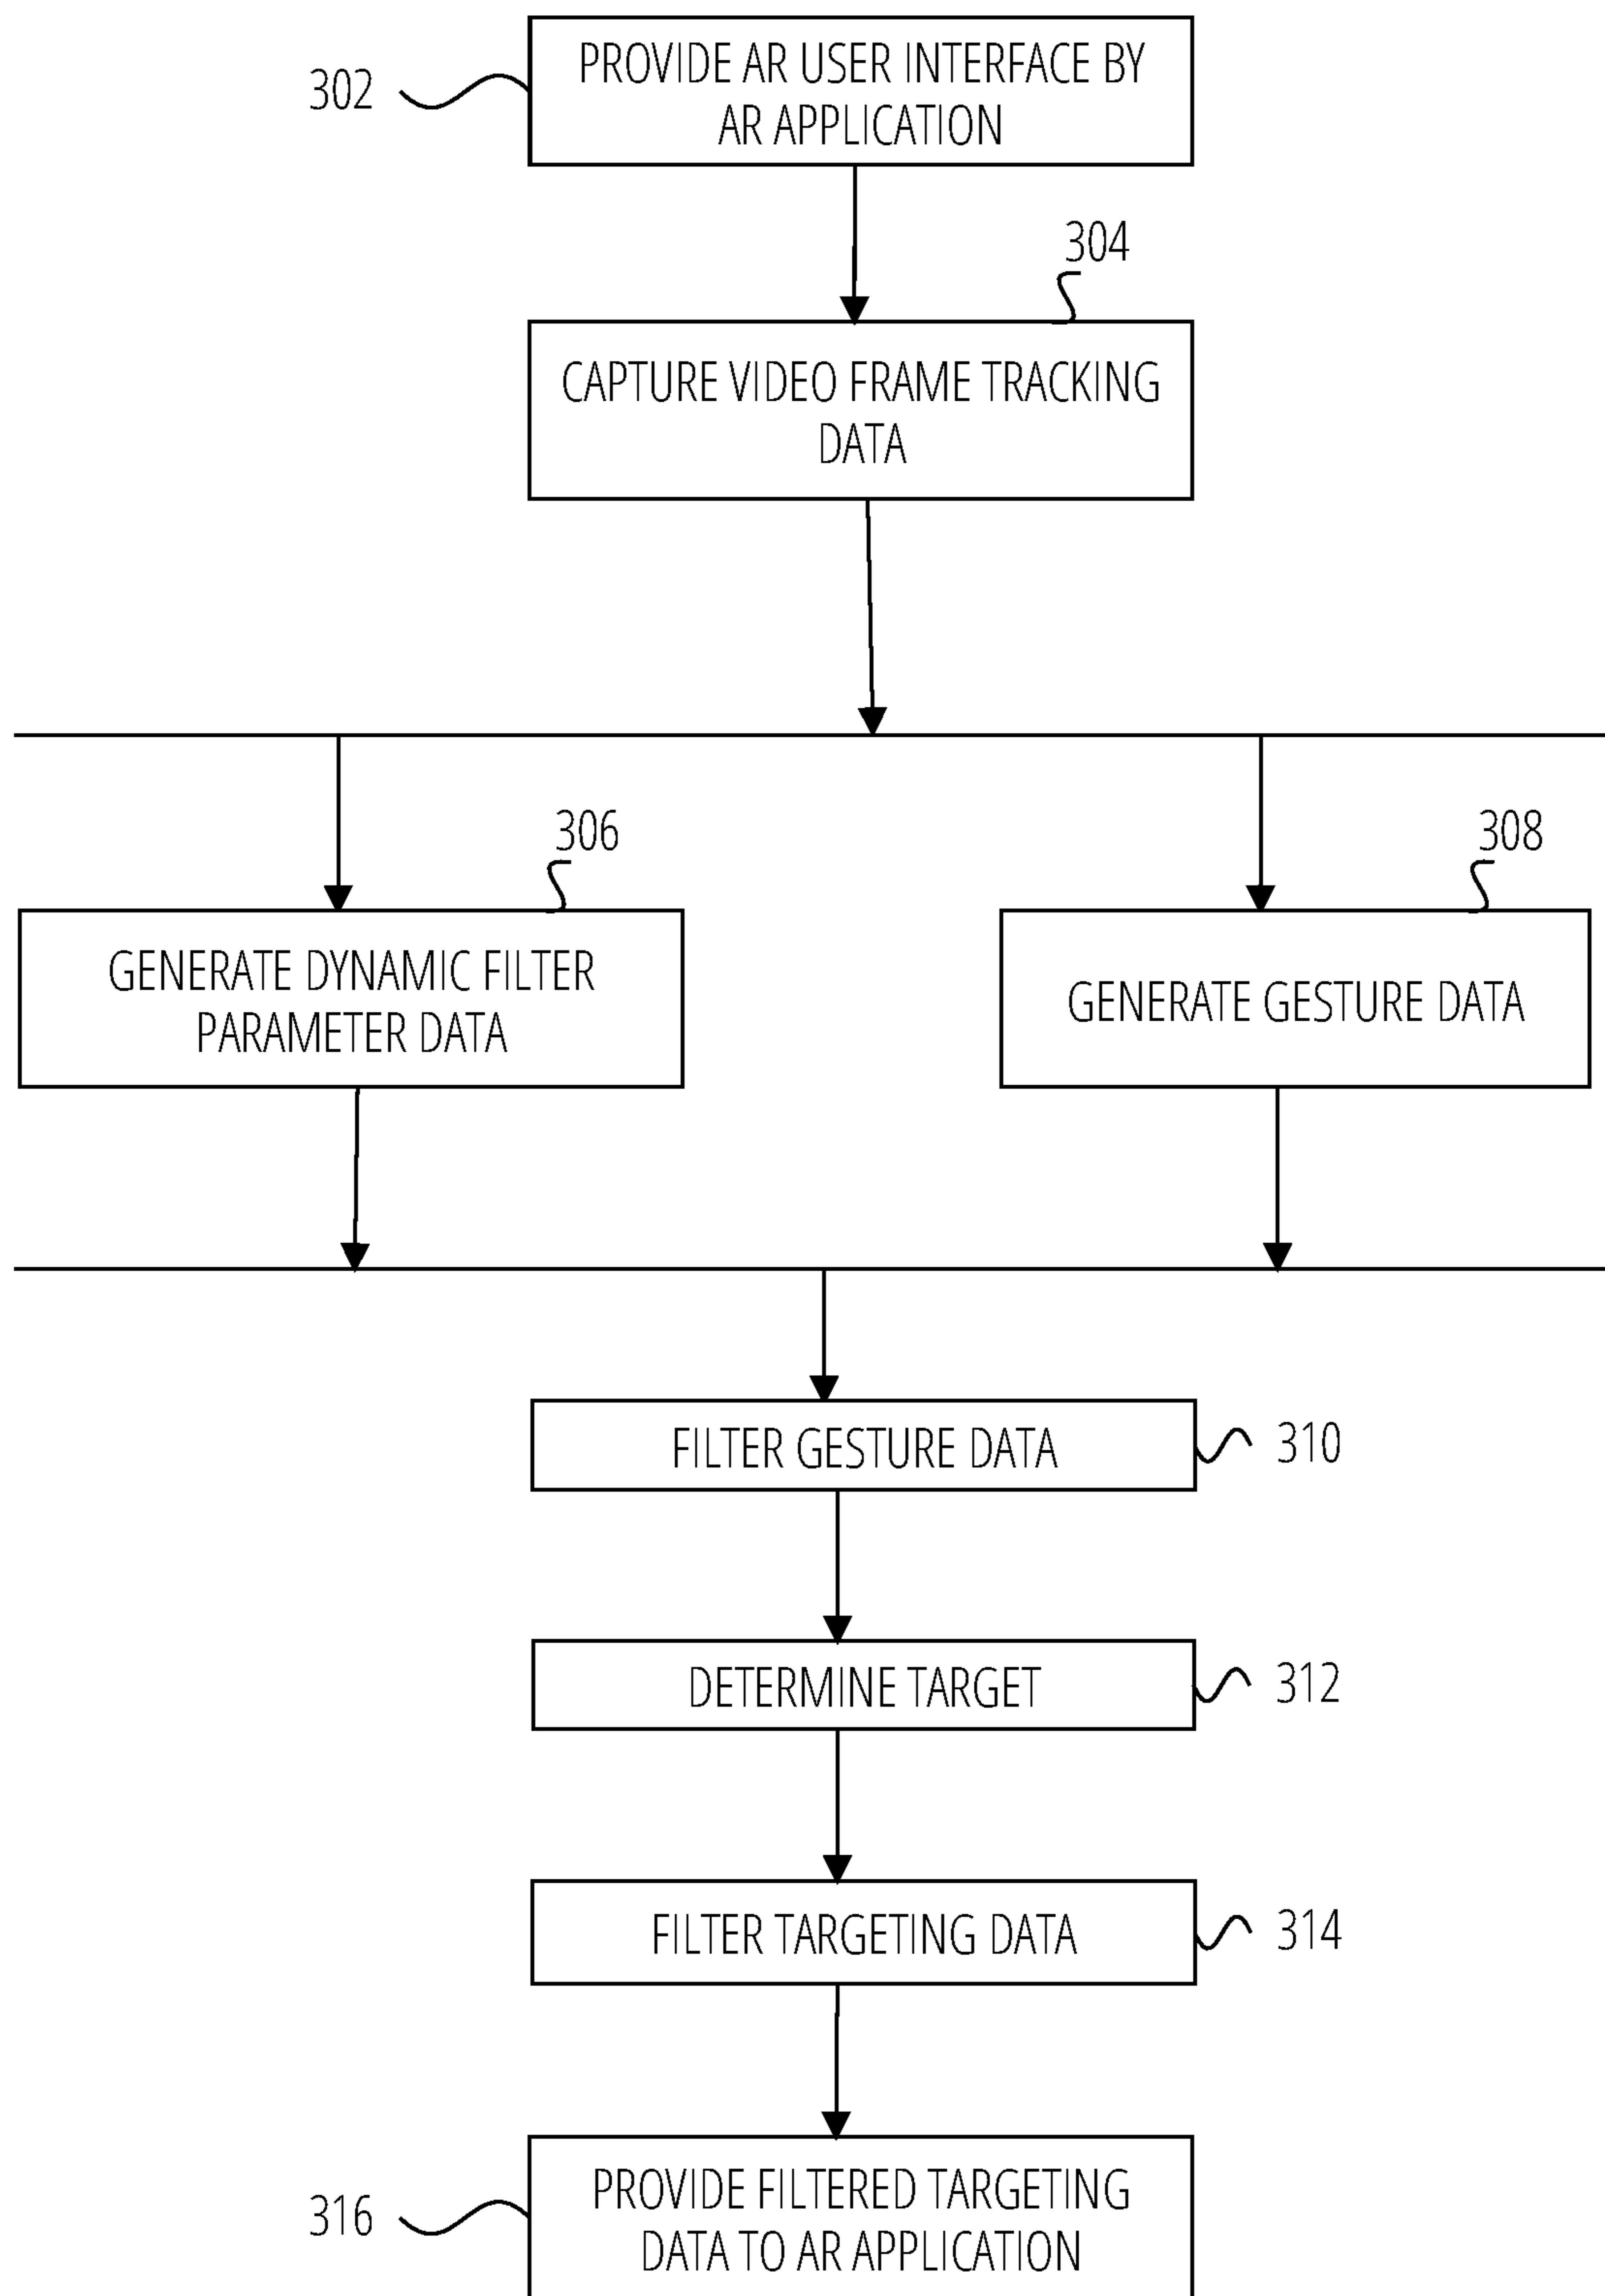 302
PROVIDE AR USER INTERFACE BY
AR APPLICATION
304
CAPTURE VIDEO FRAME TRACKING
DATA
306
308
GENERATE DYNAMIC FILTER
PARAMETER DATA
GENERATE GESTURE DATA
FILTER GESTURE DATA
310
DETERMINE TARGET
312
FILTER TARGETING DATA
314
316
PROVIDE FILTERED TARGETING
DATA TO AR APPLICATION